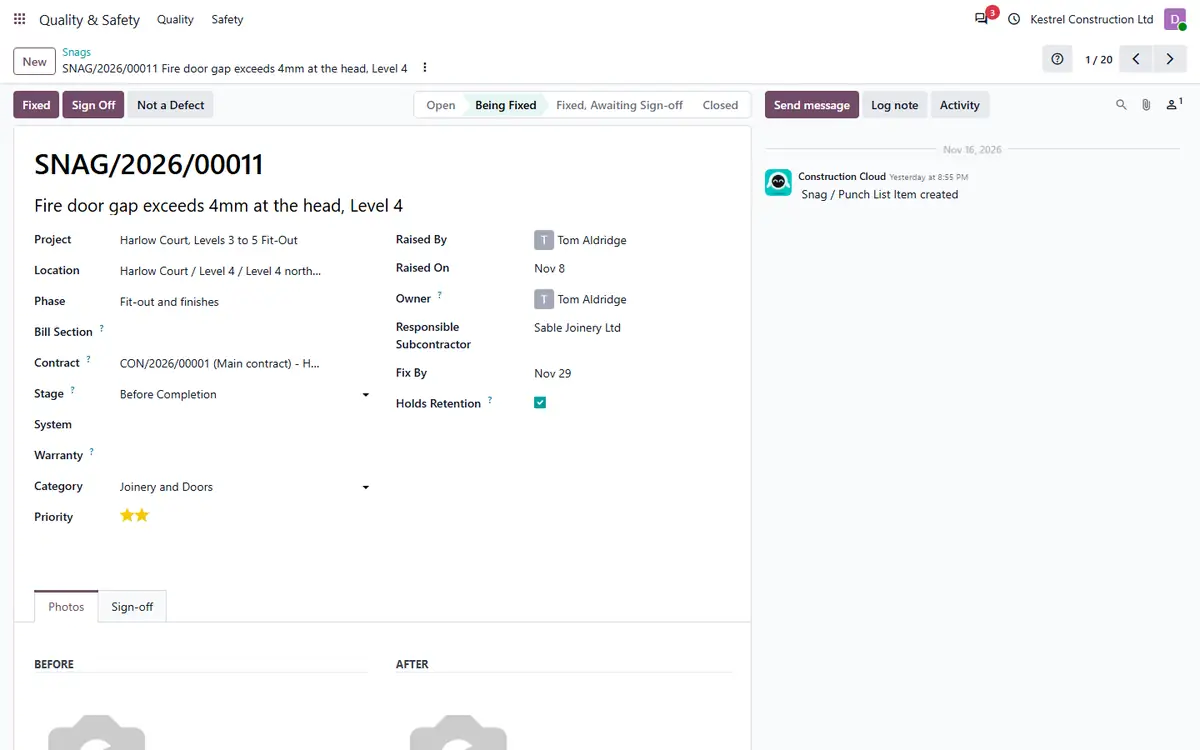 Quality & Safety Quality Safety 3 Kestrel Construction Ltd D
New Snags
SNAG/2026/00011 Fire door gap exceeds 4mm at the head, Level 4
1 / 20
Fixed Sign Off Not a Defect Open Being Fixed Fixed, Awaiting Sign-off Closed
Send message Log note Activity 1
SNAG/2026/00011
Fire door gap exceeds 4mm at the head, Level 4
Project Harlow Court, Levels 3 to 5 Fit-Out
Location Harlow Court / Level 4 / Level 4 north...
Phase Fit-out and finishes
Bill Section ?
Contract ? CON/2026/00001 (Main contract) - H...
Stage ? Before Completion
System
Warranty ?
Category Joinery and Doors
Priority
Raised By T Tom Aldridge
Raised On Nov 8
Owner ? T Tom Aldridge
Responsible Subcontractor Sable Joinery Ltd
Fix By Nov 29
Holds Retention ?
Photos Sign-off
BEFORE AFTER
Nov 16, 2026
Construction Cloud Yesterday at 8:55 PM
Snag / Punch List Item created